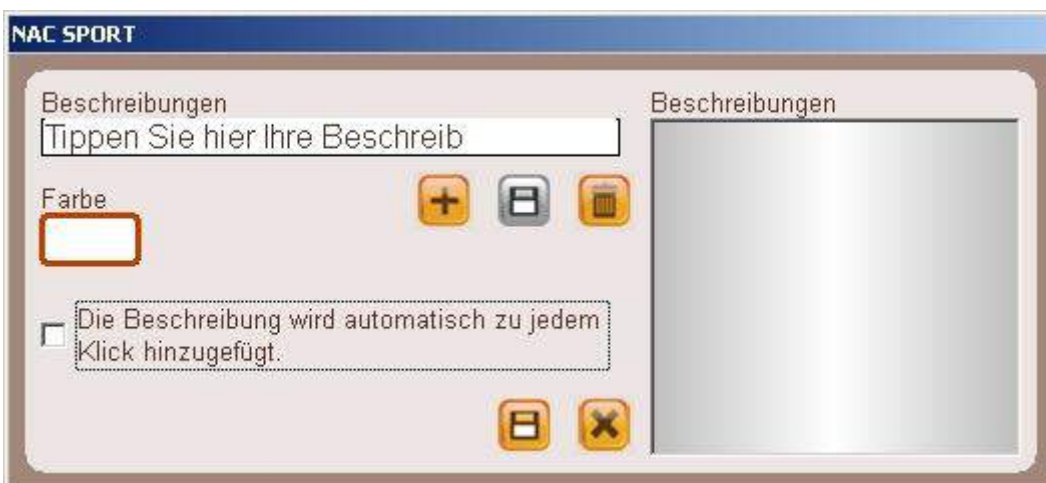 NAC SPORT
Beschreibungen
Tippen Sie hier Ihre Beschreib
Farbe
Die Beschreibung wird automatisch zu jedem
Klick hinzugefügt.
Beschreibungen